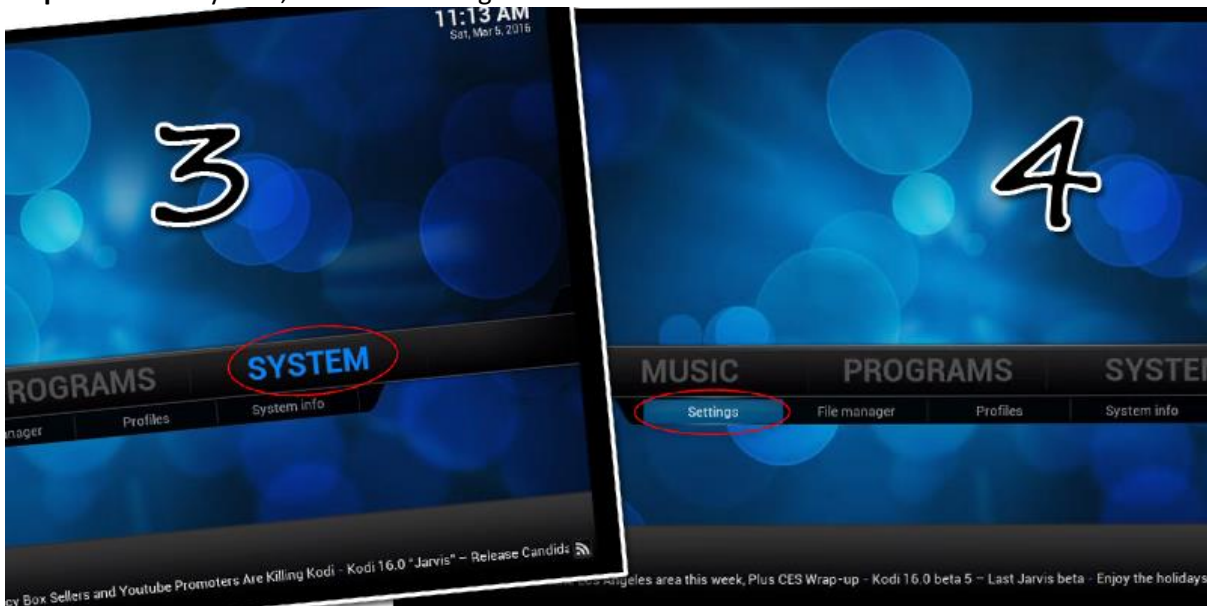 11:13 AM
Sat, Mar 5, 2016
3
SYSTEM
Profiles
System info
Box Sellers and Youtube Promoters Are Killing Kodi - Kodi 16.0 "Jarvis" – Release
4
MUSIC
PROGRAMS
Settings
File manager
Profiles
System info
Angeles area this week, Plus CES Wrap-up - Kodi 16.0 beta 5 – Last Jarvis beta - Enjoy the holidays